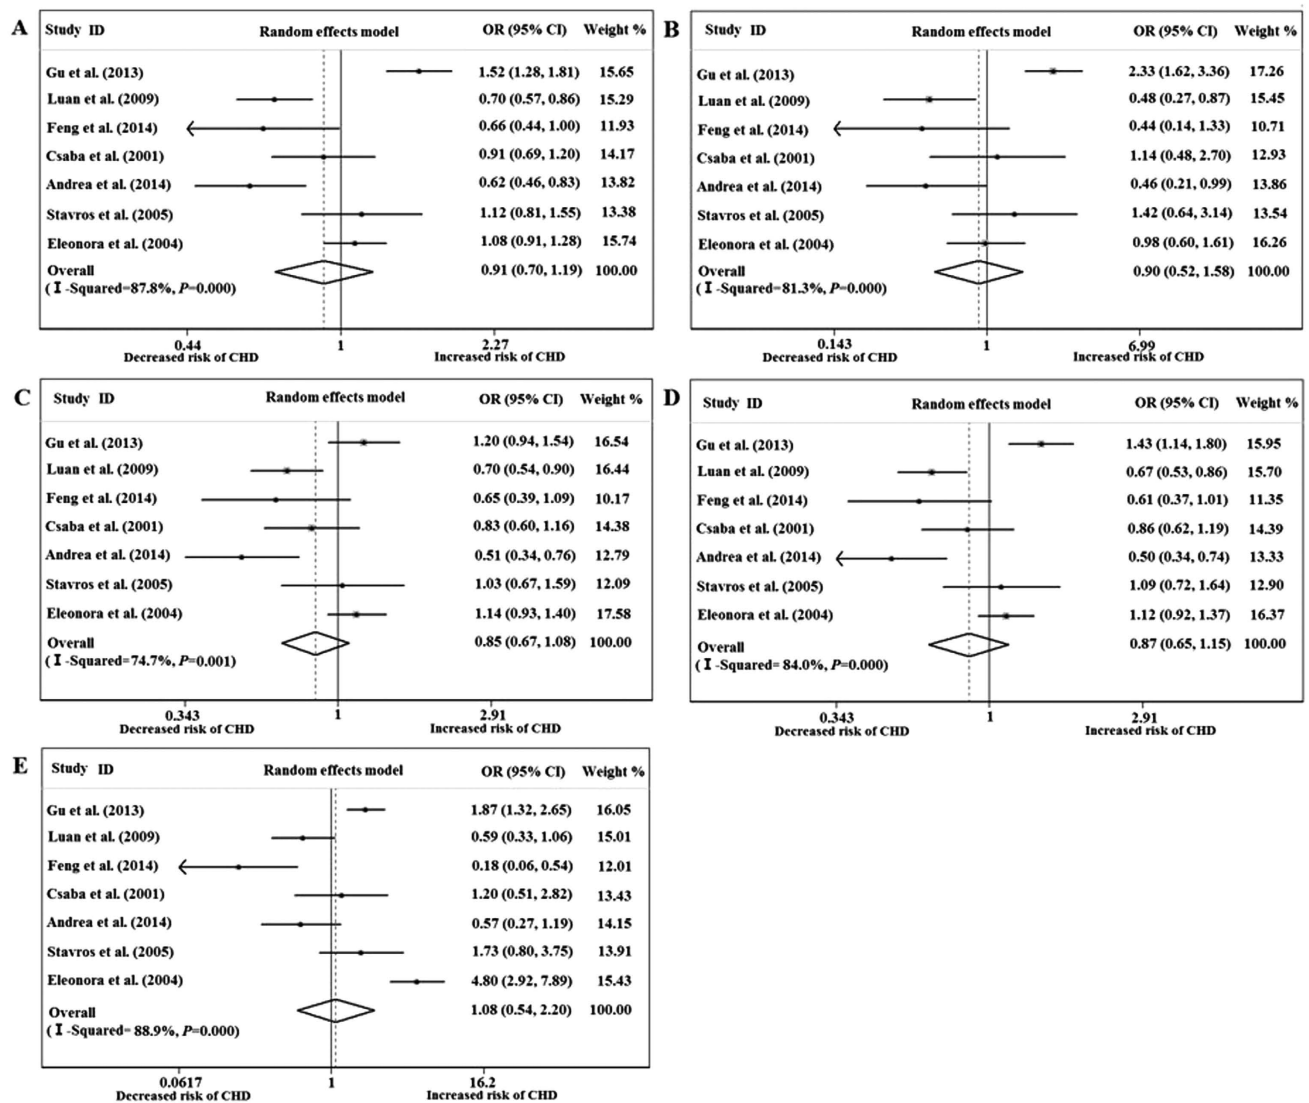 A
Study ID Random effects model OR (95% CI) Weight %
Gu et al. (2013) 1.52 (1.28, 1.81) 15.65
Luan et al. (2009) 0.70 (0.57, 0.86) 15.29
Feng et al. (2014) 0.66 (0.44, 1.00) 11.93
Csaba et al. (2001) 0.91 (0.69, 1.20) 14.17
Andrea et al. (2014) 0.62 (0.46, 0.83) 13.82
Stavros et al. (2005) 1.12 (0.81, 1.55) 13.38
Eleonora et al. (2004) 1.08 (0.91, 1.28) 15.74
Overall 0.91 (0.70, 1.19) 100.00
( I -Squared=87.8%, P=0.000)
0.44 1 2.27
Decreased risk of CHD Increased risk of CHD
B
Study ID Random effects model OR (95% CI) Weight %
Gu et al. (2013) 2.33 (1.62, 3.36) 17.26
Luan et al. (2009) 0.48 (0.27, 0.87) 15.45
Feng et al. (2014) 0.44 (0.14, 1.33) 10.71
Csaba et al. (2001) 1.14 (0.48, 2.70) 12.93
Andrea et al. (2014) 0.46 (0.21, 0.99) 13.86
Stavros et al. (2005) 1.42 (0.64, 3.14) 13.54
Eleonora et al. (2004) 0.98 (0.60, 1.61) 16.26
Overall 0.90 (0.52, 1.58) 100.00
( I -Squared=81.3%, P=0.000)
0.143 1 6.99
Decreased risk of CHD Increased risk of CHD
C
Study ID Random effects model OR (95% CI) Weight %
Gu et al. (2013) 1.20 (0.94, 1.54) 16.54
Luan et al. (2009) 0.70 (0.54, 0.90) 16.44
Feng et al. (2014) 0.65 (0.39, 1.09) 10.17
Csaba et al. (2001) 0.83 (0.60, 1.16) 14.38
Andrea et al. (2014) 0.51 (0.34, 0.76) 12.79
Stavros et al. (2005) 1.03 (0.67, 1.59) 12.09
Eleonora et al. (2004) 1.14 (0.93, 1.40) 17.58
Overall 0.85 (0.67, 1.08) 100.00
( I -Squared=74.7%, P=0.001)
0.343 1 2.91
Decreased risk of CHD Increased risk of CHD
D
Study ID Random effects model OR (95% CI) Weight %
Gu et al. (2013) 1.43 (1.14, 1.80) 15.95
Luan et al. (2009) 0.67 (0.53, 0.86) 15.70
Feng et al. (2014) 0.61 (0.37, 1.01) 11.35
Csaba et al. (2001) 0.86 (0.62, 1.19) 14.39
Andrea et al. (2014) 0.50 (0.34, 0.74) 13.33
Stavros et al. (2005) 1.09 (0.72, 1.64) 12.90
Eleonora et al. (2004) 1.12 (0.92, 1.37) 16.37
Overall 0.87 (0.65, 1.15) 100.00
( I -Squared= 84.0%, P=0.000)
0.343 1 2.91
Decreased risk of CHD Increased risk of CHD
E
Study ID Random effects model OR (95% CI) Weight %
Gu et al. (2013) 1.87 (1.32, 2.65) 16.05
Luan et al. (2009) 0.59 (0.33, 1.06) 15.01
Feng et al. (2014) 0.18 (0.06, 0.54) 12.01
Csaba et al. (2001) 1.20 (0.51, 2.82) 13.43
Andrea et al. (2014) 0.57 (0.27, 1.19) 14.15
Stavros et al. (2005) 1.73 (0.80, 3.75) 13.91
Eleonora et al. (2004) 4.80 (2.92, 7.89) 15.43
Overall 1.08 (0.54, 2.20) 100.00
( I -Squared= 88.9%, P=0.000)
0.0617 1 16.2
Decreased risk of CHD Increased risk of CHD